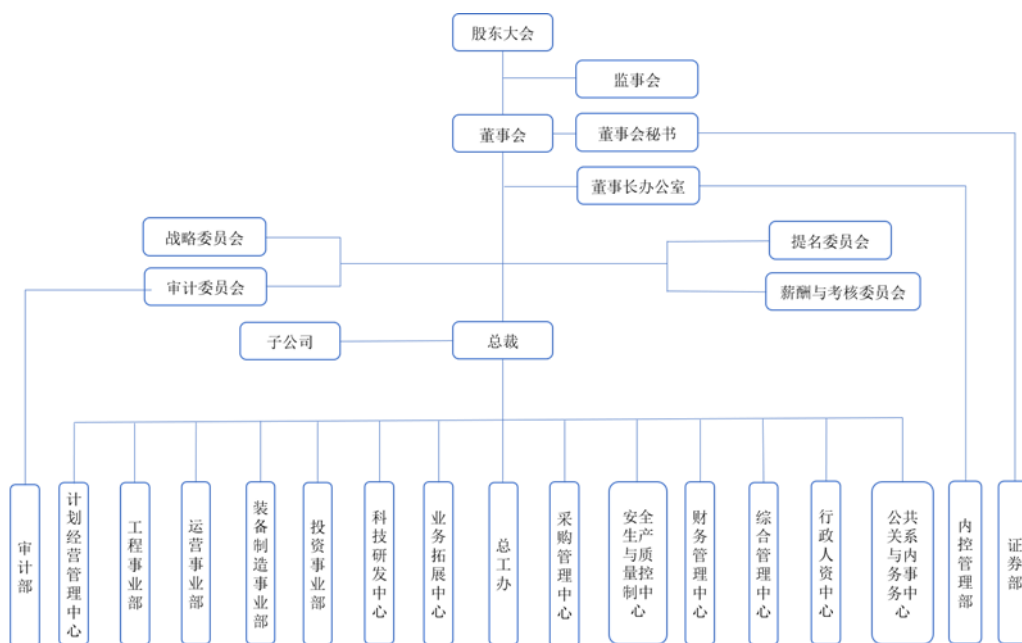 股东大会
监事会
董事会
董事会秘书
董事长办公室
战略委员会
提名委员会
审计委员会
薪酬与考核委员会
子公司
总裁
审计部
计划经营管理中心
工程事业部
运营事业部
装备制造事业部
投资事业部
科技研发中心
业务拓展中心
总工办
采购管理中心
安全生产与质量控制中心
财务管理中心
综合管理中心
行政人资中心
公共关系与内务事务中心
内控管理部
证券部